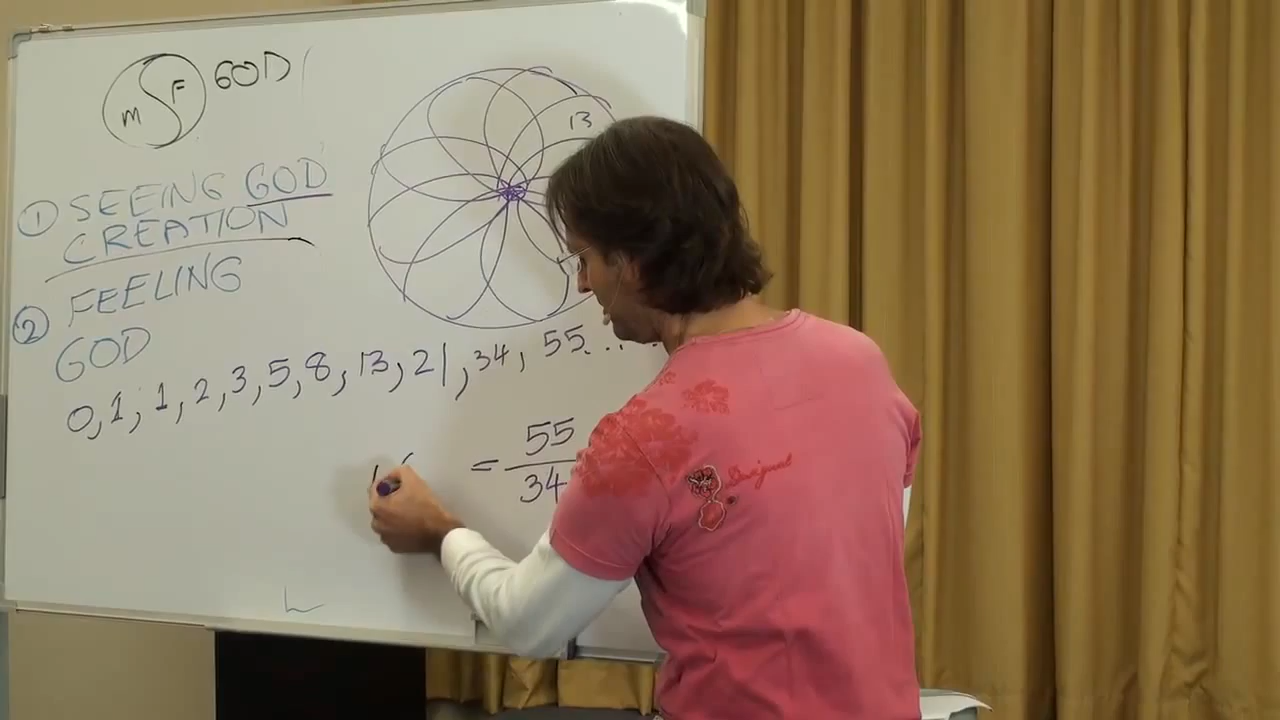 M F GOD
13
1 SEEING GOD
CREATION
2 FEELING
GOD
0, 1, 1, 2, 3, 5, 8, 13, 21, 34, 55....
= 55
34
Desigual